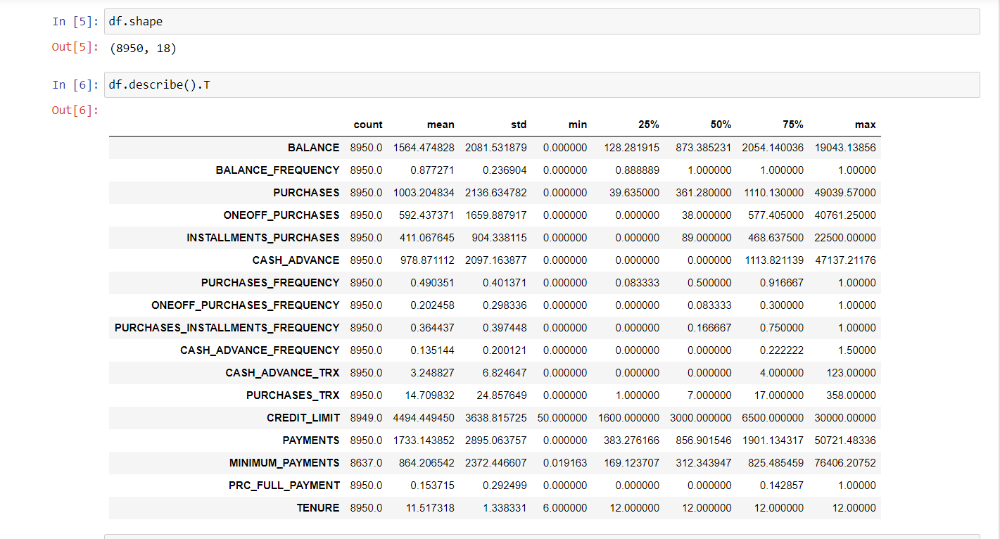 In [5]: df.shape
Out[5]: (8950, 18)
In [6]: df.describe().T
Out[6]:
count mean std min 25% 50% 75% max
BALANCE 8950.0 1564.474828 2081.531879 0.000000 128.281915 873.385231 2054.140036 19043.13856
BALANCE_FREQUENCY 8950.0 0.877271 0.236904 0.000000 0.888889 1.000000 1.000000 1.00000
PURCHASES 8950.0 1003.204834 2136.634782 0.000000 39.635000 361.280000 1110.130000 49039.57000
ONEOFF_PURCHASES 8950.0 592.437371 1659.887917 0.000000 0.000000 38.000000 577.405000 40761.25000
INSTALLMENTS_PURCHASES 8950.0 411.067645 904.338115 0.000000 0.000000 89.000000 468.637500 22500.00000
CASH_ADVANCE 8950.0 978.871112 2097.163877 0.000000 0.000000 0.000000 1113.821139 47137.21176
PURCHASES_FREQUENCY 8950.0 0.490351 0.401371 0.000000 0.083333 0.500000 0.916667 1.00000
ONEOFF_PURCHASES_FREQUENCY 8950.0 0.202458 0.298336 0.000000 0.000000 0.083333 0.300000 1.00000
PURCHASES_INSTALLMENTS_FREQUENCY 8950.0 0.364437 0.397448 0.000000 0.000000 0.166667 0.750000 1.00000
CASH_ADVANCE_FREQUENCY 8950.0 0.135144 0.200121 0.000000 0.000000 0.000000 0.222222 1.50000
CASH_ADVANCE_TRX 8950.0 3.248827 6.824647 0.000000 0.000000 0.000000 4.000000 123.00000
PURCHASES_TRX 8950.0 14.709832 24.857649 0.000000 1.000000 7.000000 17.000000 358.00000
CREDIT_LIMIT 8949.0 4494.449450 3638.815725 50.000000 1600.000000 3000.000000 6500.000000 30000.00000
PAYMENTS 8950.0 1733.143852 2895.063757 0.000000 383.276166 856.901546 1901.134317 50721.48336
MINIMUM_PAYMENTS 8637.0 864.206542 2372.446607 0.019163 169.123707 312.343947 825.485459 76406.20752
PRC_FULL_PAYMENT 8950.0 0.153715 0.292499 0.000000 0.000000 0.000000 0.142857 1.00000
TENURE 8950.0 11.517318 1.338331 6.000000 12.000000 12.000000 12.000000 12.00000